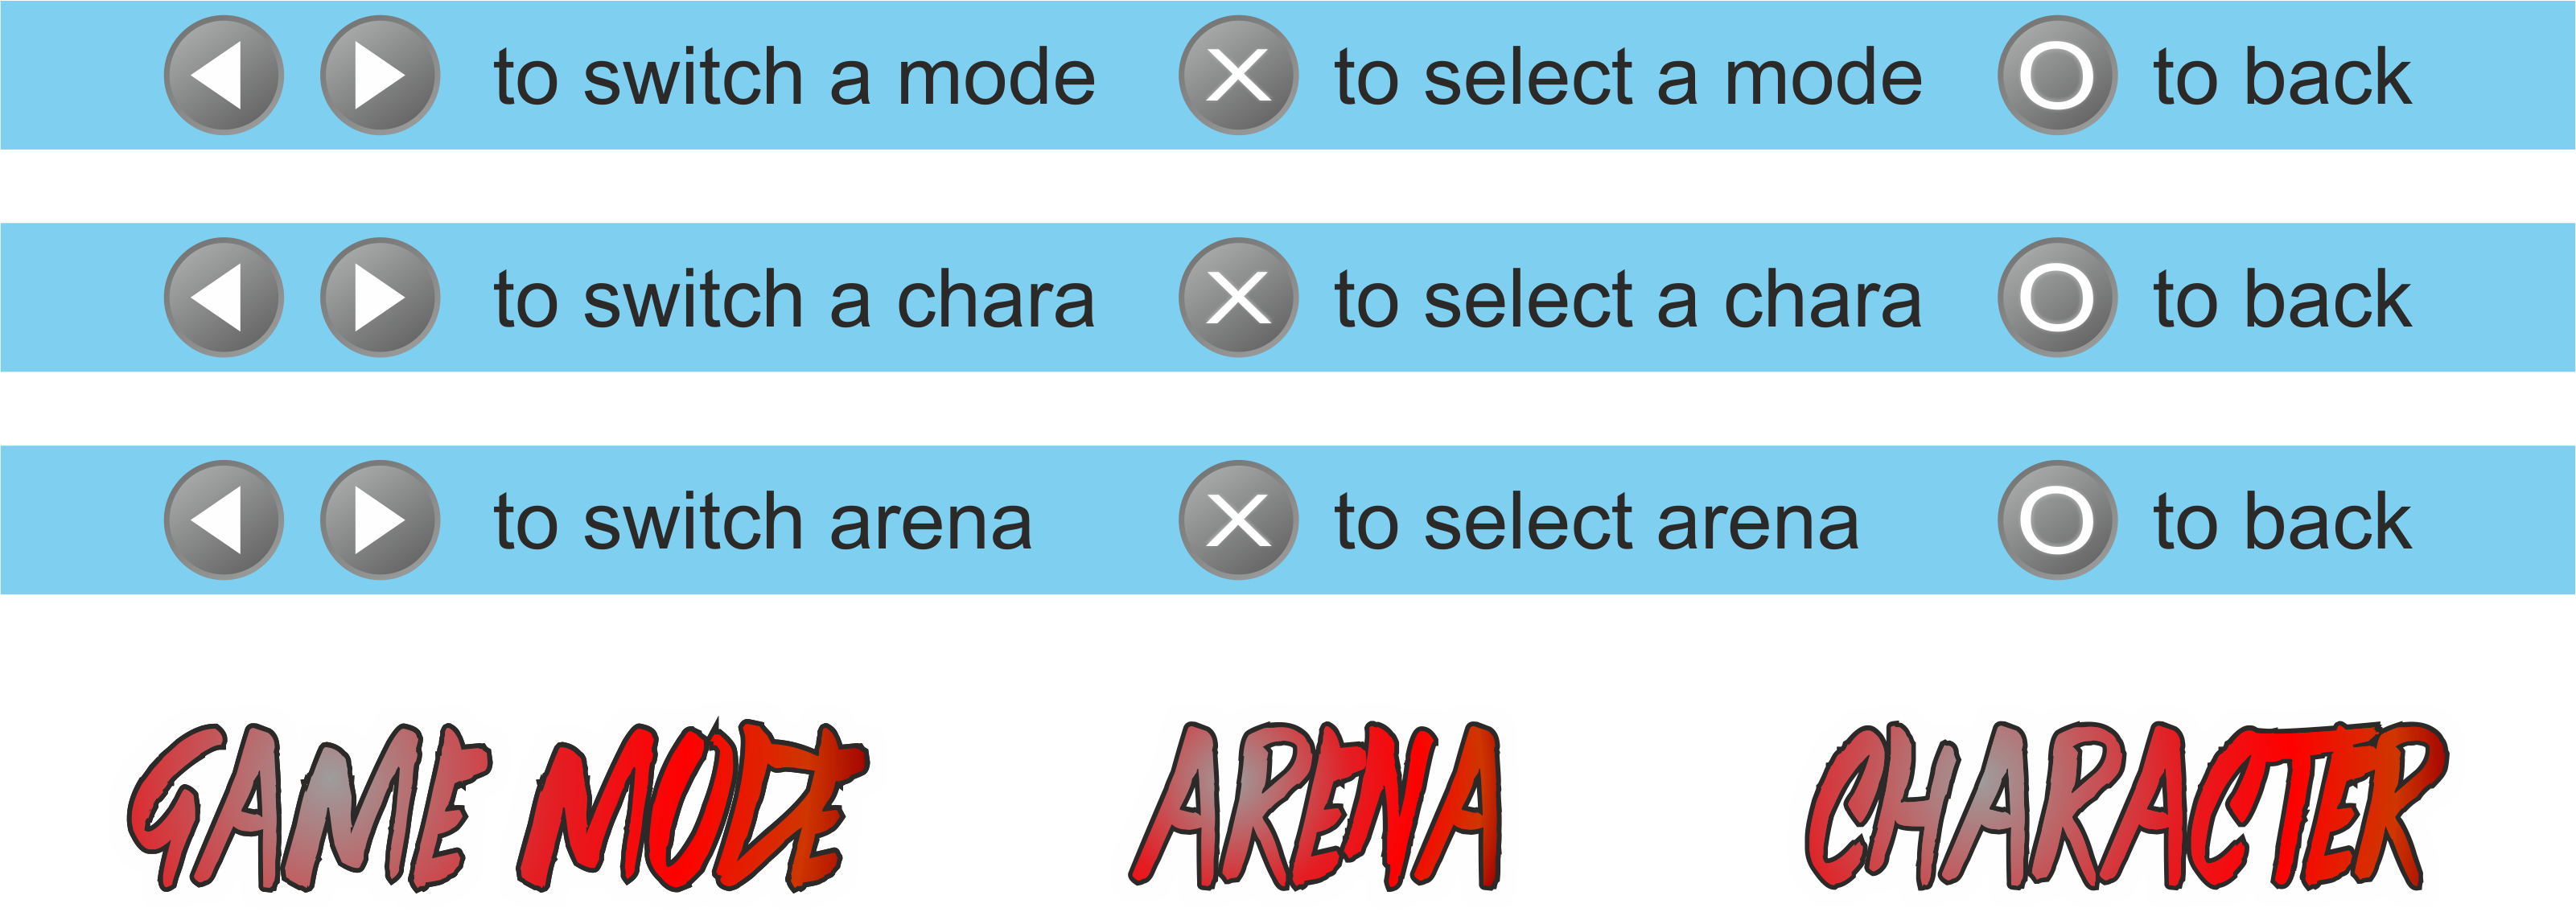 to switch a mode X to select a mode O to back
to switch a chara X to select a chara O to back
to switch arena X to select arena O to back
GAME MODE ARENA CHARACTER